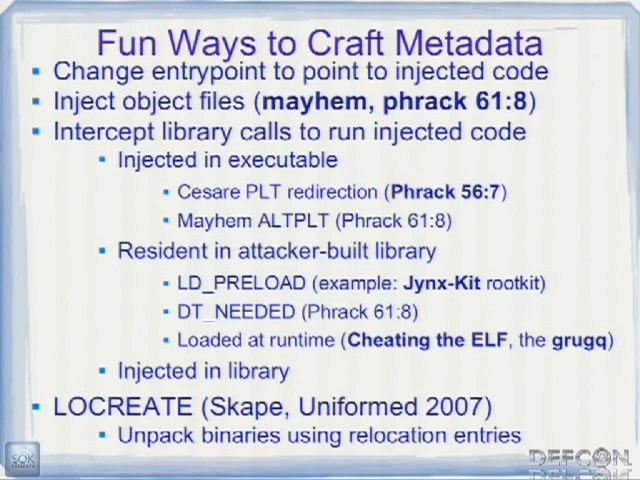 Fun Ways to Craft Metadata
Change entrypoint to point to injected code
Inject object files (mayhem, phrack 61:8)
Intercept library calls to run injected code
Injected in executable
Cesare PLT redirection (Phrack 56:7)
Mayhem ALTPLT (Phrack 61:8)
Resident in attacker-built library
LD_PRELOAD (example: Jynx-Kit rootkit)
DT_NEEDED (Phrack 61:8)
Loaded at runtime (Cheating the ELF, the grugq)
Injected in library
LOCREATE (Skape, Uniformed 2007)
Unpack binaries using relocation entries
SOK
DEFCON